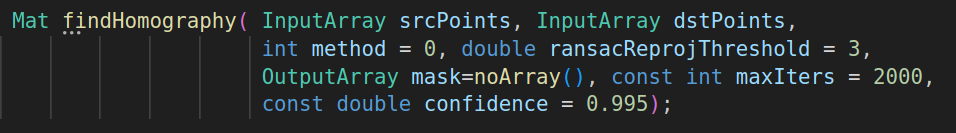 Mat findHomography( InputArray srcPoints, InputArray dstPoints,
int method = 0, double ransacReprojThreshold = 3,
OutputArray mask=noArray(), const int maxIters = 2000,
const double confidence = 0.995);